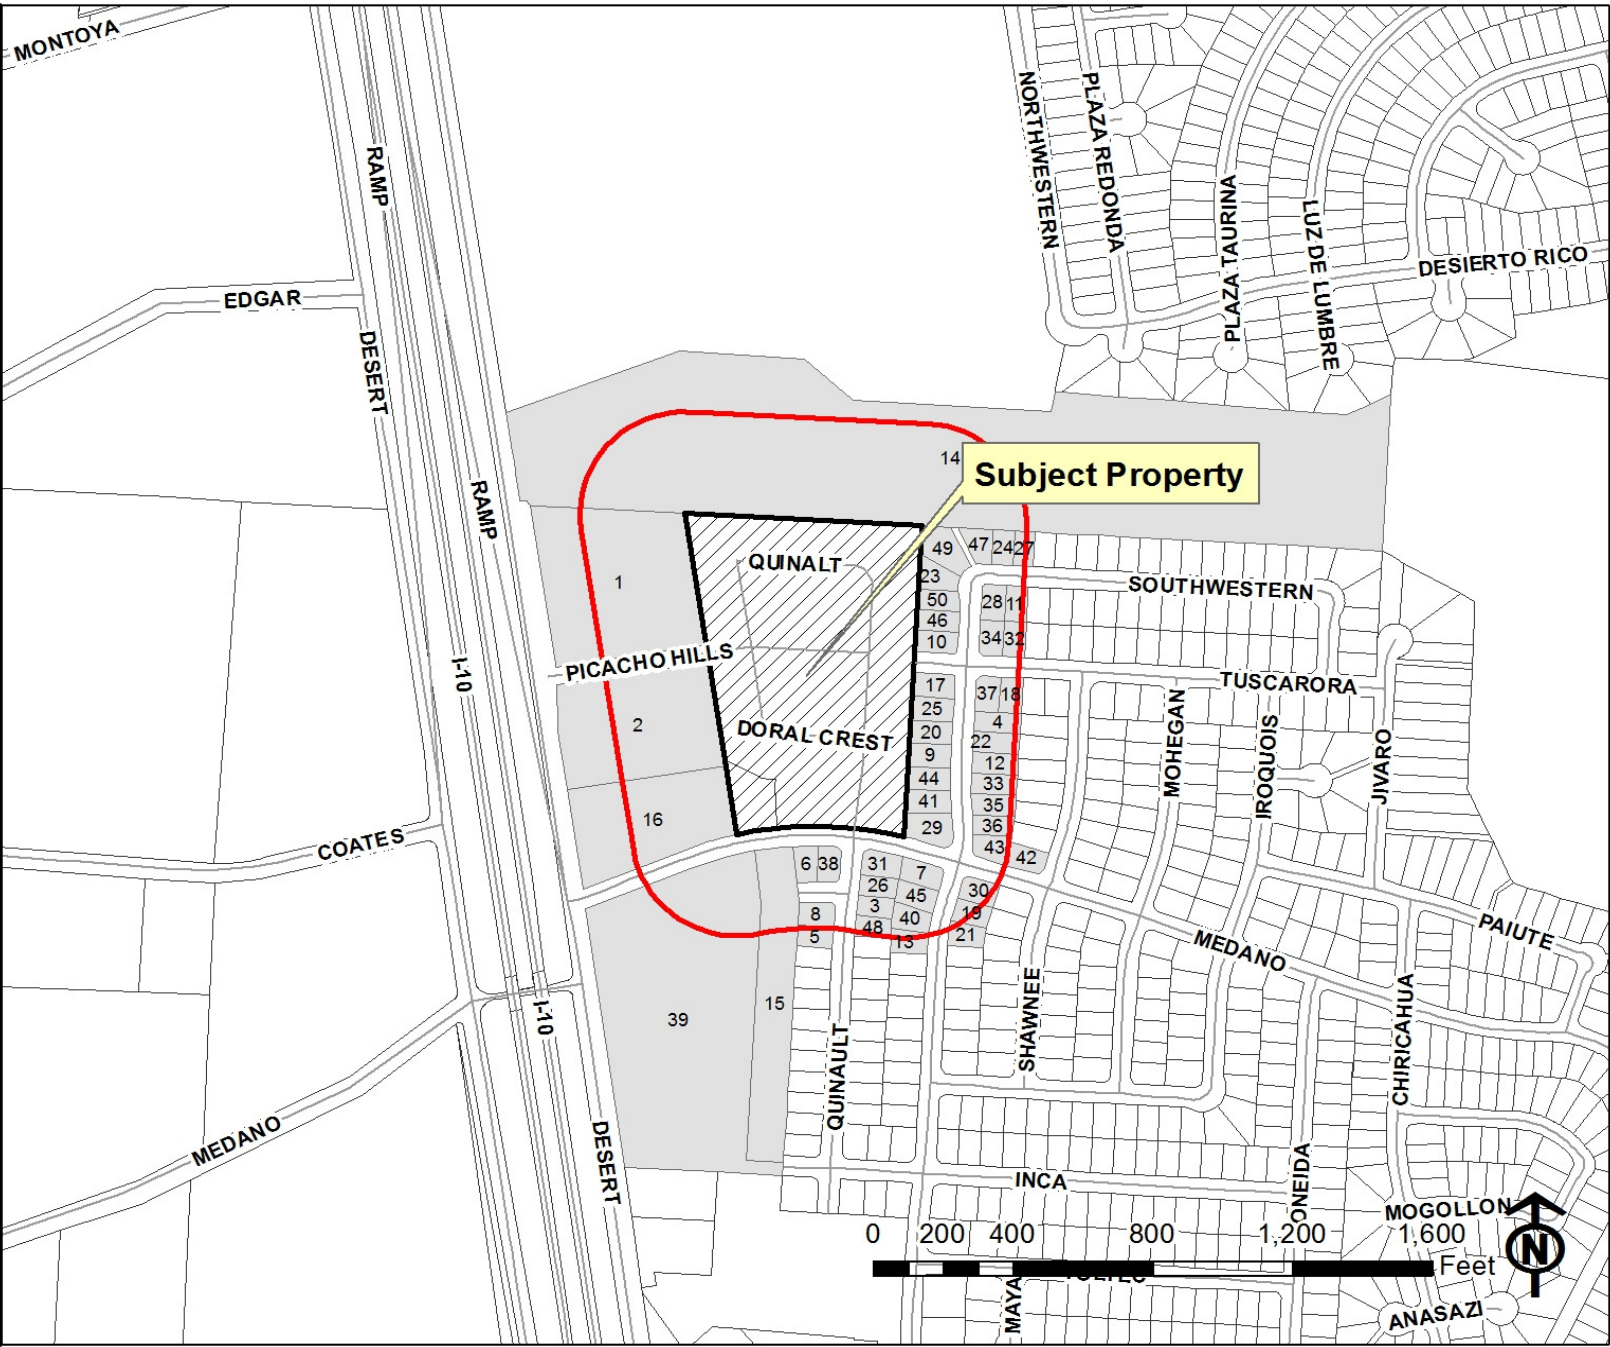 MONTOYA
RAMP
NORTHWESTERN
PLAZA REDONDA
PLAZA TAURINA
LUZ DE LUMBRE
DESIERTO RICO
EDGAR
DESERT
RAMP
14
Subject Property
QUINALT
49
47
24
27
1
23
50
28
11
SOUTHWESTERN
46
10
34
32
PICACHO HILLS
I-10
17
37
18
TUSCARORA
25
4
MOHEGAN
IROQUOIS
JIVARO
2
DORAL CREST
20
22
9
12
44
33
41
35
16
29
36
COATES
43
42
6
38
31
7
26
45
30
3
40
19
8
48
13
21
5
MEDANO
PAIUTE
15
39
I-10
SHAWNEE
CHIRICAHUA
QUINAULT
MEDANO
DESERT
INCA
ONEIDA
MOGOLLON
0 200 400 800 1,200 1,600
Feet
N
MAYA
ANASAZI